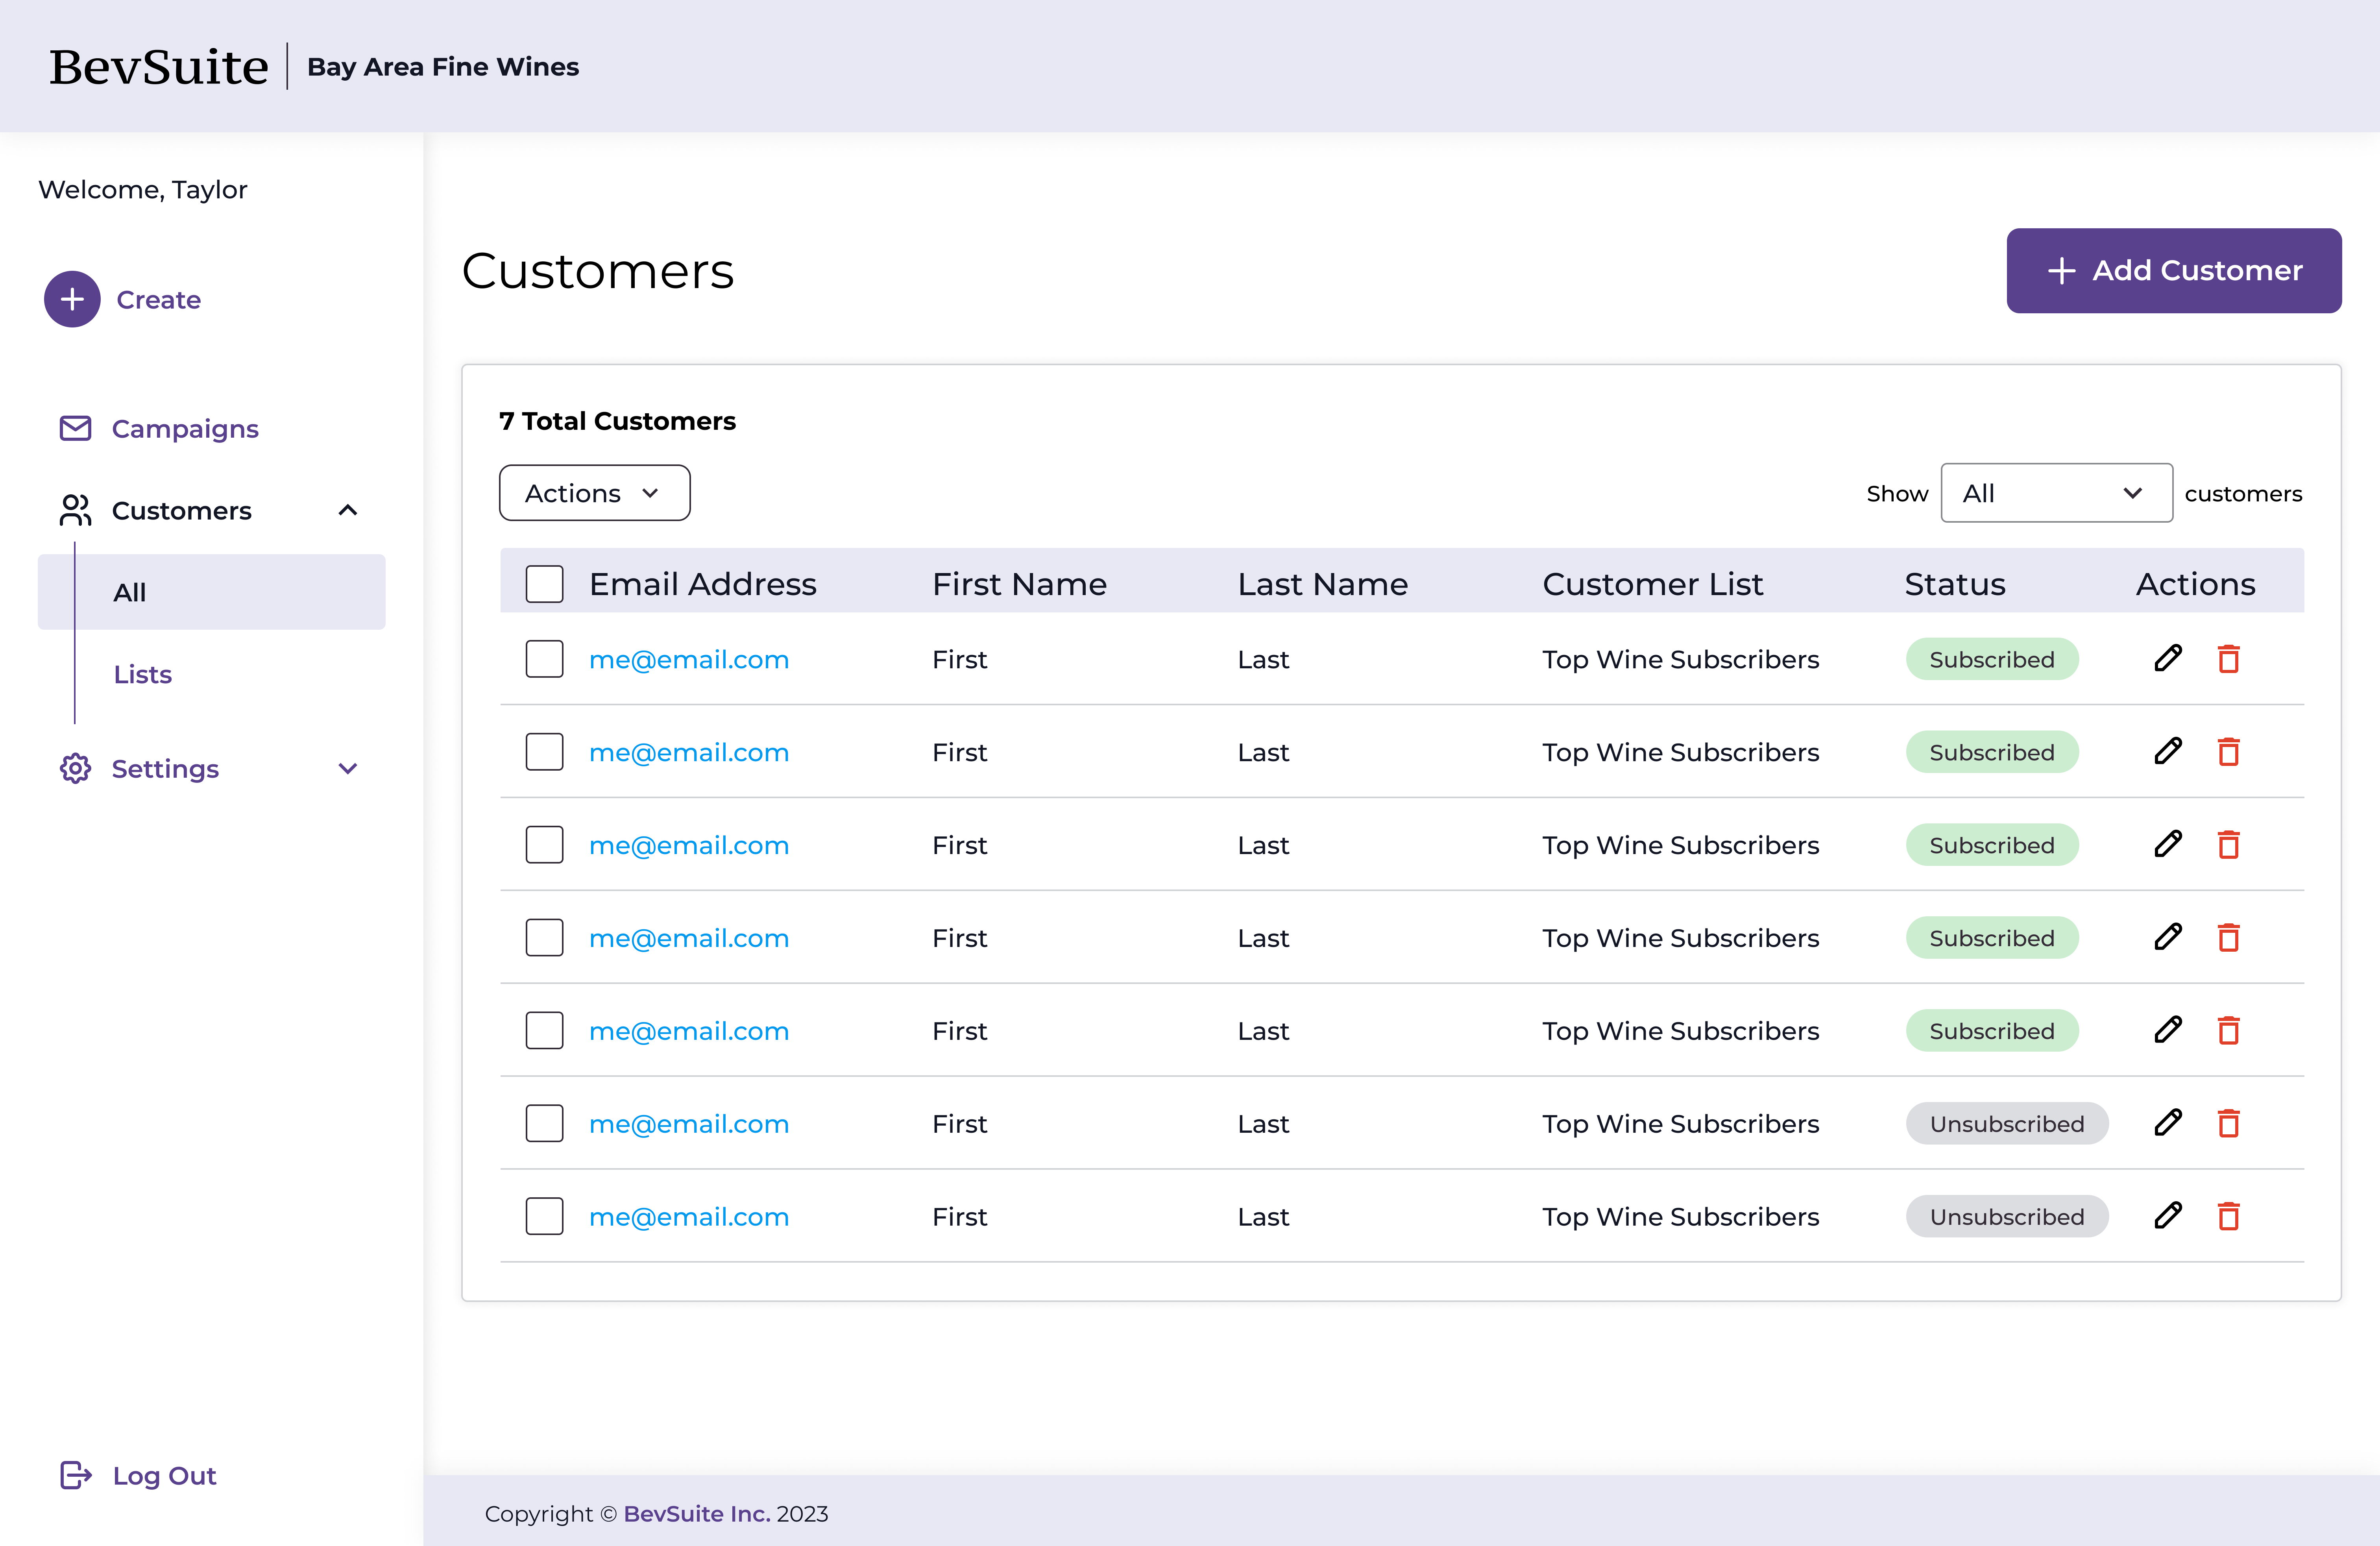 BevSuite | Bay Area Fine Wines
Welcome, Taylor
Create
Campaigns
Customers
All
Lists
Settings
Log Out
Customers
Add Customer
7 Total Customers
Actions
Show All customers
Email Address First Name Last Name Customer List Status Actions
me@email.com First Last Top Wine Subscribers Subscribed
me@email.com First Last Top Wine Subscribers Subscribed
me@email.com First Last Top Wine Subscribers Subscribed
me@email.com First Last Top Wine Subscribers Subscribed
me@email.com First Last Top Wine Subscribers Subscribed
me@email.com First Last Top Wine Subscribers Unsubscribed
me@email.com First Last Top Wine Subscribers Unsubscribed
Copyright © BevSuite Inc. 2023